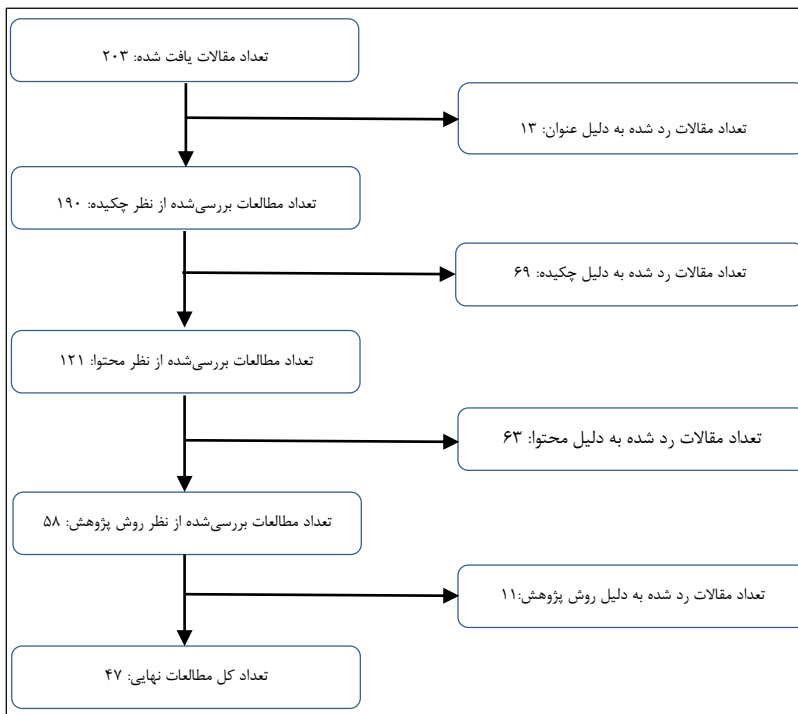 تعداد مقالات یافت شده: ۲۰۳
تعداد مقالات رد شده به دلیل عنوان: ۱۳
تعداد مطالعات بررسی‌شده از نظر چکیده: ۱۹۰
تعداد مقالات رد شده به دلیل چکیده: ۶۹
تعداد مطالعات بررسی‌شده از نظر محتوا: ۱۲۱
تعداد مقالات رد شده به دلیل محتوا: ۶۳
تعداد مطالعات بررسی‌شده از نظر روش پژوهش: ۵۸
تعداد مقالات رد شده به دلیل روش پژوهش:۱۱
تعداد کل مطالعات نهایی: ۴۷